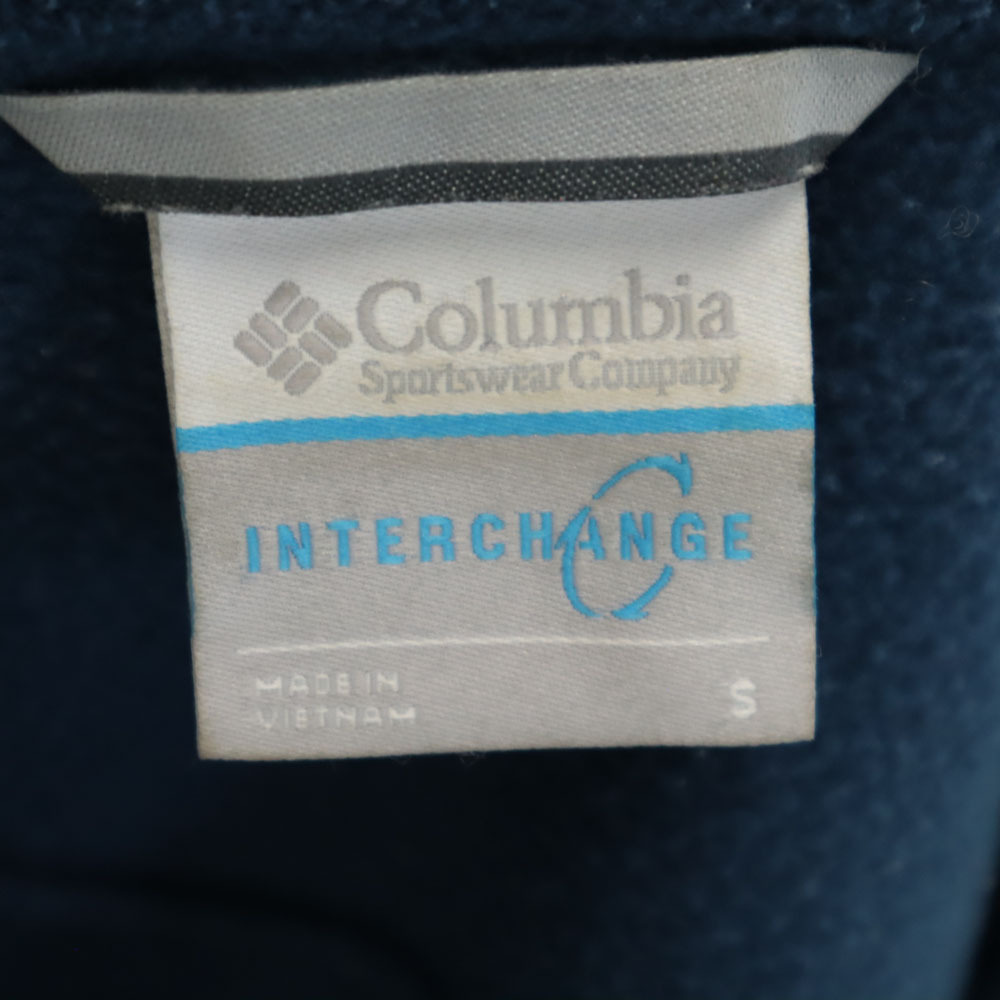 Columbia
Sportswear Company
INTERCHANGE
MADE IN
VIETNAM
S